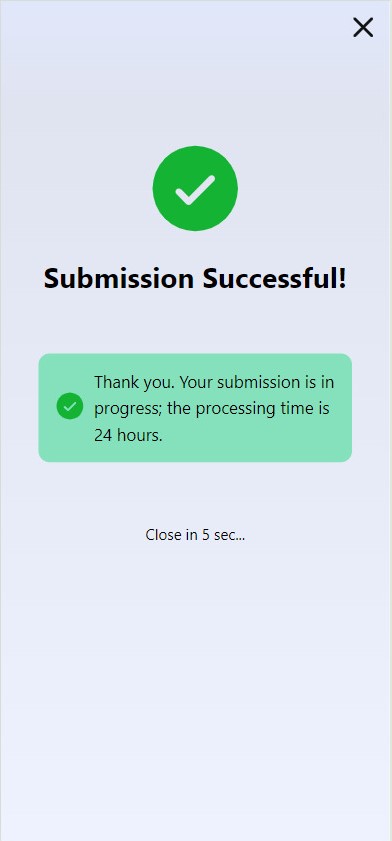 Submission Successful!
Thank you. Your submission is in
progress; the processing time is
24 hours.
Close in 5 sec...